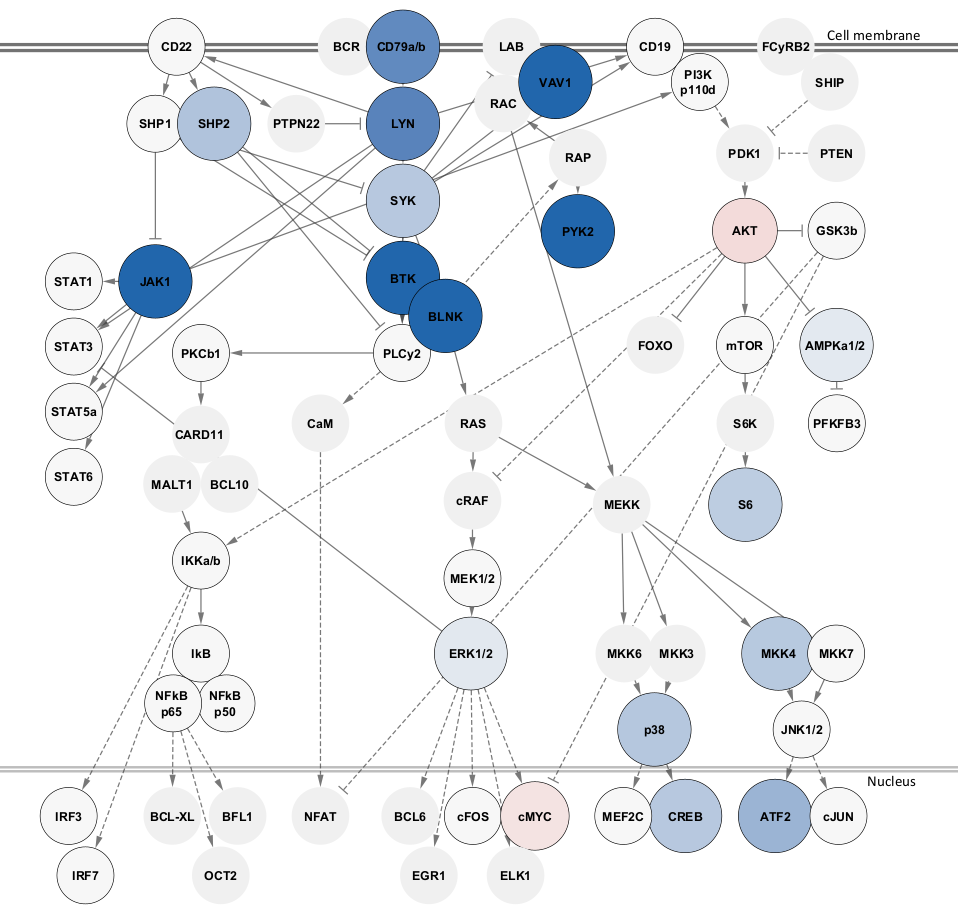 Cell membrane
CD22
BCR
CD79a/b
LAB
CD19
FCyRB2
VAV1
PI3K
p110d
SHIP
RAC
SHP1
SHP2
PTPN22
LYN
RAP
PDK1
PTEN
SYK
PYK2
AKT
GSK3b
STAT1
JAK1
BTK
BLNK
STAT3
PKCb1
PLCy2
FOXO
mTOR
AMPKa1/2
STAT5a
CARD11
CaM
RAS
S6K
PFKFB3
STAT6
MALT1
BCL10
cRAF
MEKK
S6
IKKa/b
MEK1/2
IkB
ERK1/2
MKK6
MKK3
MKK4
MKK7
NFkB
p65
NFkB
p50
p38
JNK1/2
Nucleus
IRF3
BCL-XL
BFL1
NFAT
BCL6
cFOS
cMYC
MEF2C
CREB
ATF2
cJUN
IRF7
OCT2
EGR1
ELK1